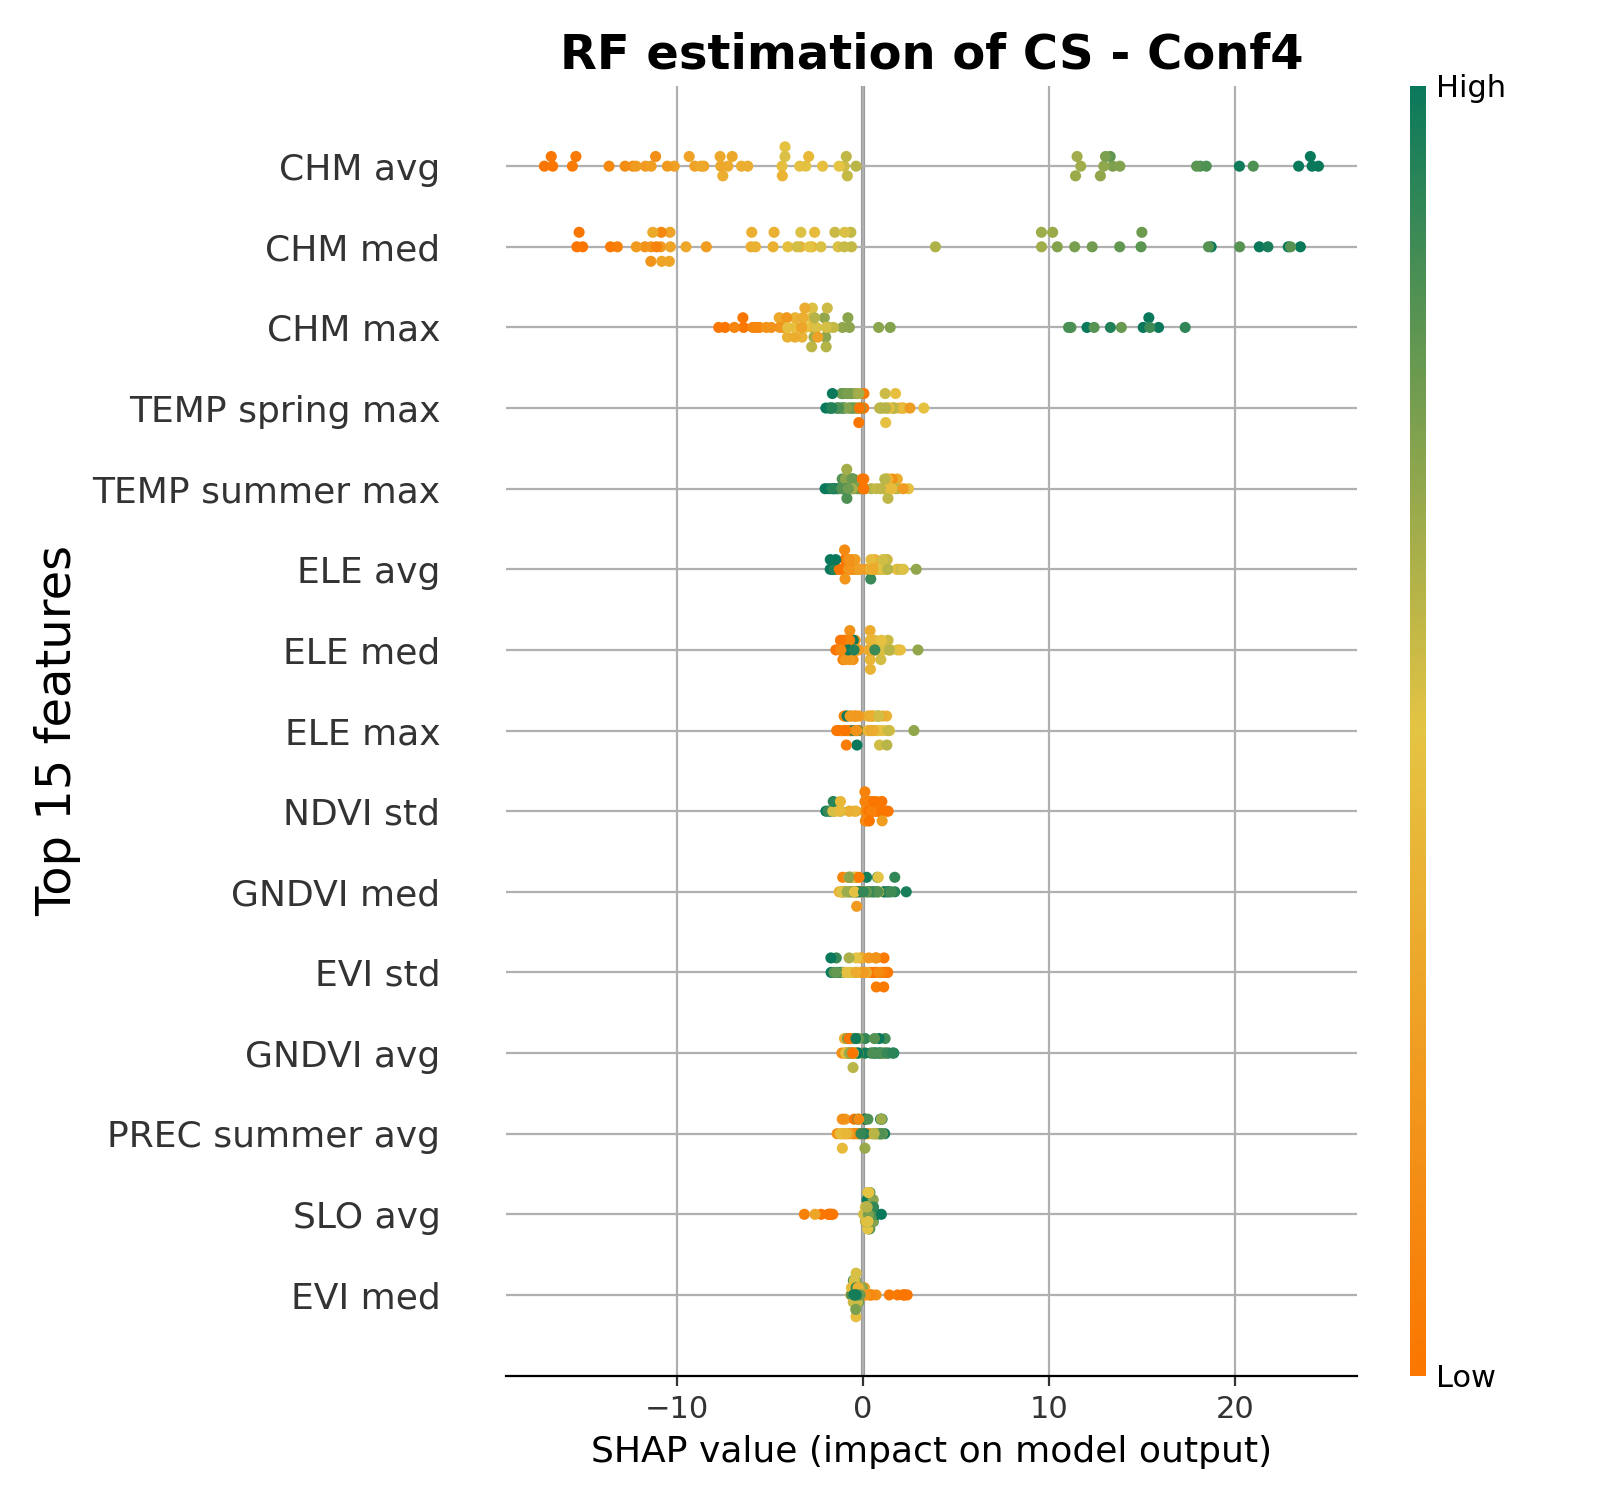 RF estimation of CS - Conf4
High
CHM avg
CHM med
CHM max
TEMP spring max
TEMP summer max
ELE avg
ELE med
ELE max
NDVI std
GNDVI med
EVI std
GNDVI avg
PREC summer avg
SLO avg
EVI med
Top 15 features
Low
−10 0 10 20
SHAP value (impact on model output)